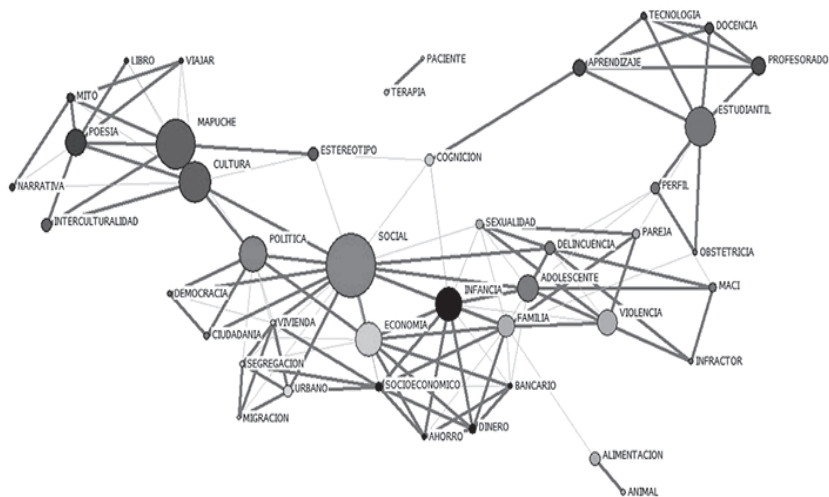 TECNOLOGIA
DOCENCIA
LIBRO
VIAJAR
PACIENTE
APRENDIZAJE
PROFESORADO
TERAPIA
MITO
ESTUDIANTIL
MAPUCHE
POESIA
ESTEREOTIPO
COGNICION
CULTURA
NARRATIVA
PERFIL
INTERCULTURALIDAD
SEXUALIDAD
PAREJA
POLITICA
SOCIAL
DELINCUENCIA
OBSTETRICIA
ADOLESCENTE
DEMOCRACIA
INFANCIA
MACI
VIVIENDA
ECONOMIA
FAMILIA
VIOLENCIA
CIUDADANIA
SEGREGACION
INFRACTOR
URBANO
SOCIOECONOMICO
BANCARIO
MIGRACION
AHORRO
DINERO
ALIMENTACION
ANIMAL